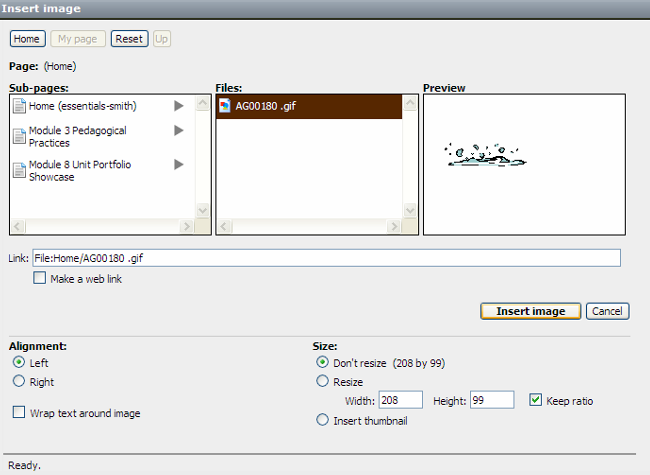 Insert image
Home My page Reset Up
Page: (Home)
Sub-pages: Files: Preview
Home (essentials-smith) AG00180 .gif
Module 3 Pedagogical
Practices
Module 8 Unit Portfolio
Showcase
Link: File:Home/AG00180 .gif
Make a web link
Insert image Cancel
Alignment: Size:
Left Don't resize (208 by 99)
Right Resize
Width: 208 Height: 99 Keep ratio
Wrap text around image
Insert thumbnail
Ready.